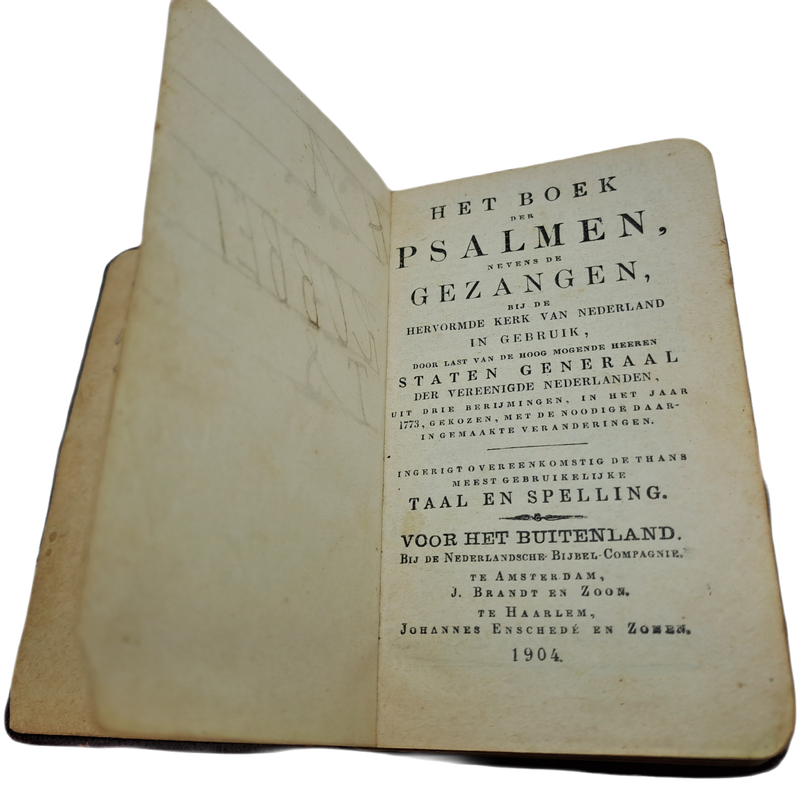 HET BOEK
DER
PSALMEN,
NEVENS DE
GEZANGEN,
BIJ DE
HERVORMDE KERK VAN NEDERLAND
IN GEBRUIK,
DOOR LAST VAN DE HOOG MOGENDE HEEREN
STATEN GENERAAL
DER VEREENIGDE NEDERLANDEN,
UIT DRIE BERIJMINGEN, IN HET JAAR
1773, GEKOZEN, MET DE NOODIGE DAAR-
IN GEMAAKTE VERANDERINGEN.
INGERIGT OVEREENKOMSTIG DE THANS
MEEST GEBRUIKELIJKE
TAAL EN SPELLING.
VOOR HET BUITENLAND.
BIJ DE NEDERLANDSCHE BIJBEL-COMPAGNIE.
TE AMSTERDAM,
J. BRANDT EN ZOON.
TE HAARLEM,
JOHANNES ENSCHEDÉ EN ZONEN.
1904.